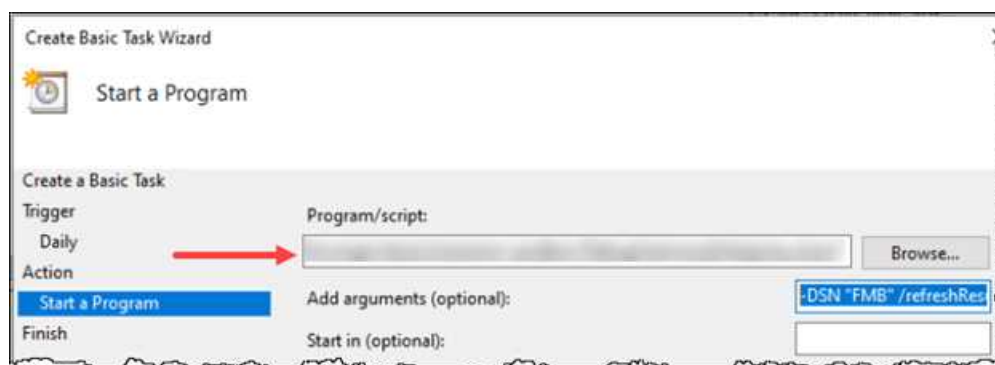 Create Basic Task Wizard
Start a Program
Create a Basic Task
Trigger
Program/script:
Daily
Browse...
Action
Start a Program
Add arguments (optional):
-DSN "FMB" /refreshRes
Finish
Start in (optional):